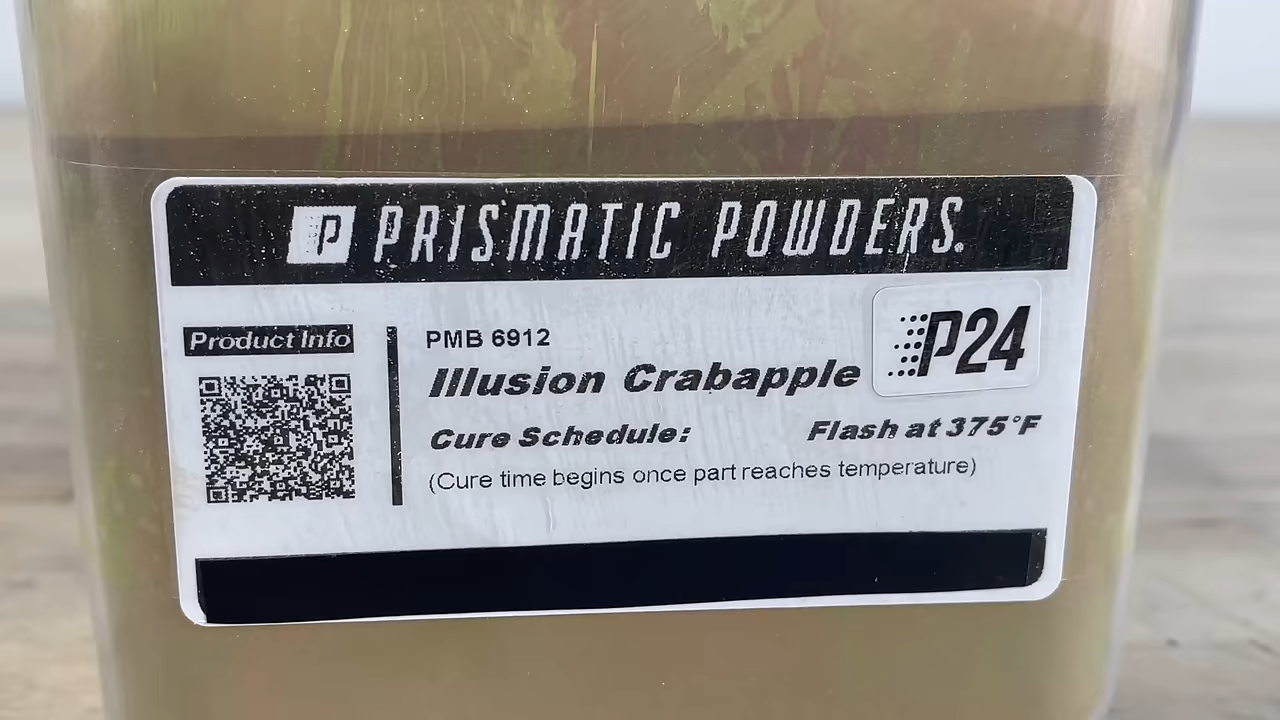 P PRISMATIC POWDERS.
Product Info
PMB 6912
Illusion Crabapple
P24
Cure Schedule: Flash at 375°F
(Cure time begins once part reaches temperature)